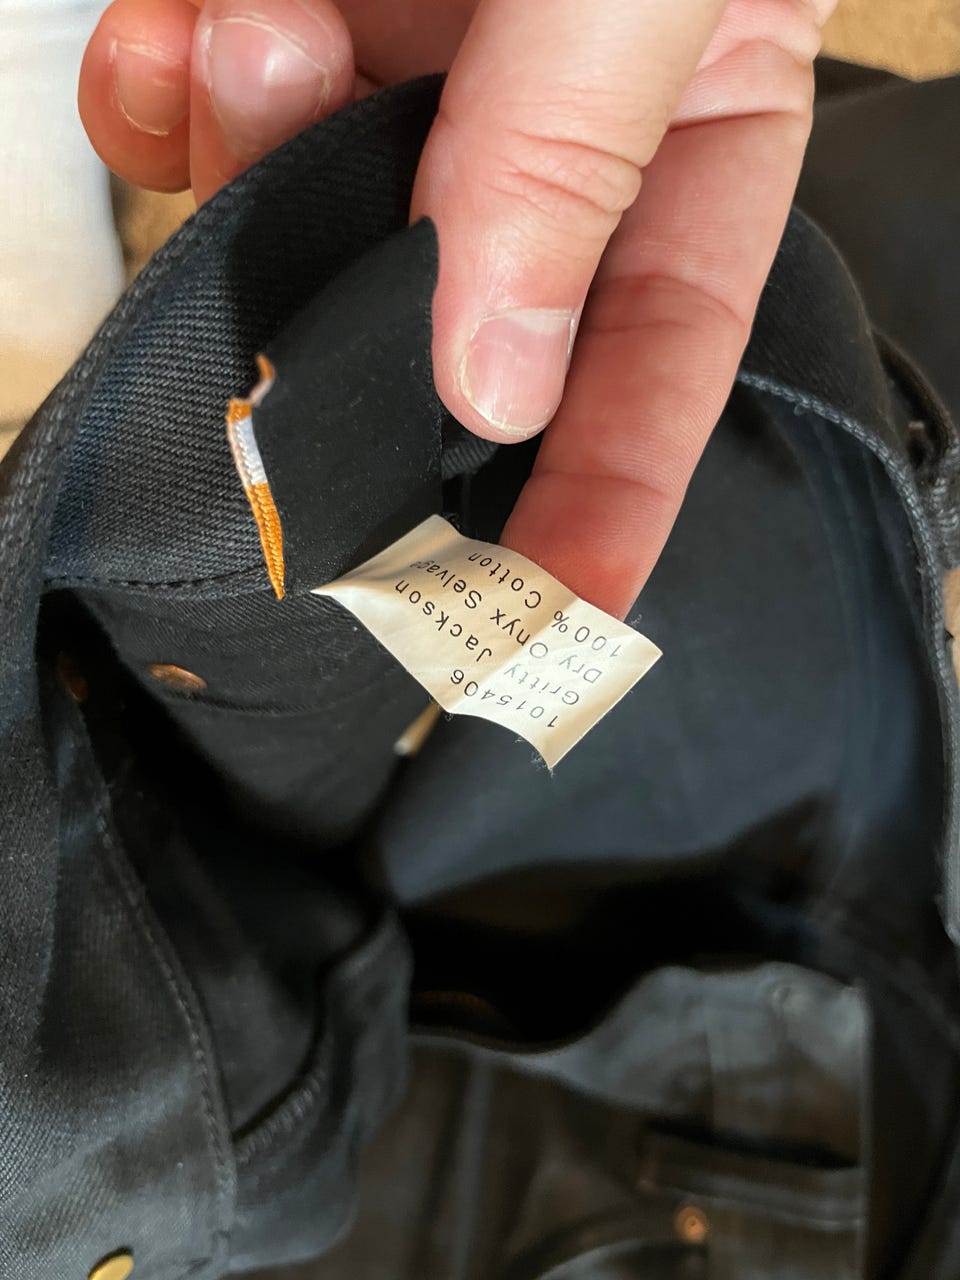 1015406
Gritty Jackson
Dry Onyx Selvage
100% Cotton